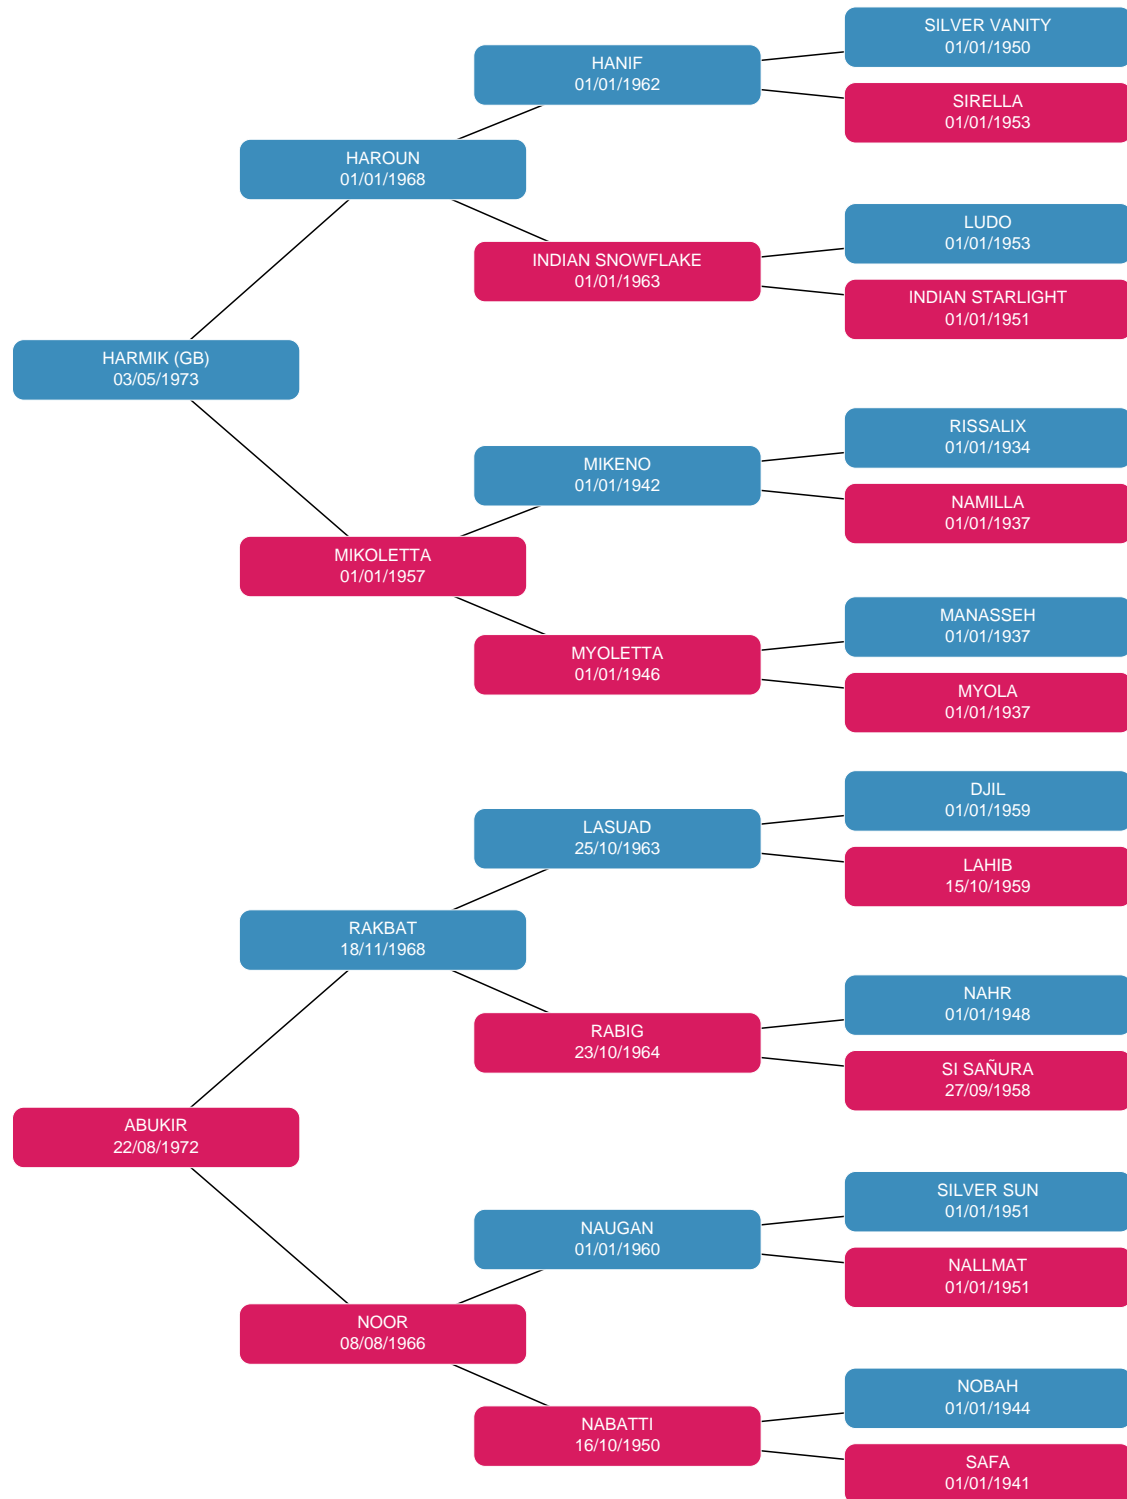 SILVER VANITY
01/01/1950
HANIF
01/01/1962
SIRELLA
01/01/1953
HAROUN
01/01/1968
LUDO
01/01/1953
INDIAN SNOWFLAKE
01/01/1963
INDIAN STARLIGHT
01/01/1951
HARMIK (GB)
03/05/1973
RISSALIX
01/01/1934
MIKENO
01/01/1942
NAMILLA
01/01/1937
MIKOLETTA
01/01/1957
MANASSEH
01/01/1937
MYOLETTA
01/01/1946
MYOLA
01/01/1937
DJIL
01/01/1959
LASUAD
25/10/1963
LAHIB
15/10/1959
RAKBAT
18/11/1968
NAHR
01/01/1948
RABIG
23/10/1964
SI SAÑURA
27/09/1958
ABUKIR
22/08/1972
SILVER SUN
01/01/1951
NAUGAN
01/01/1960
NALLMAT
01/01/1951
NOOR
08/08/1966
NOBAH
01/01/1944
NABATTI
16/10/1950
SAFA
01/01/1941